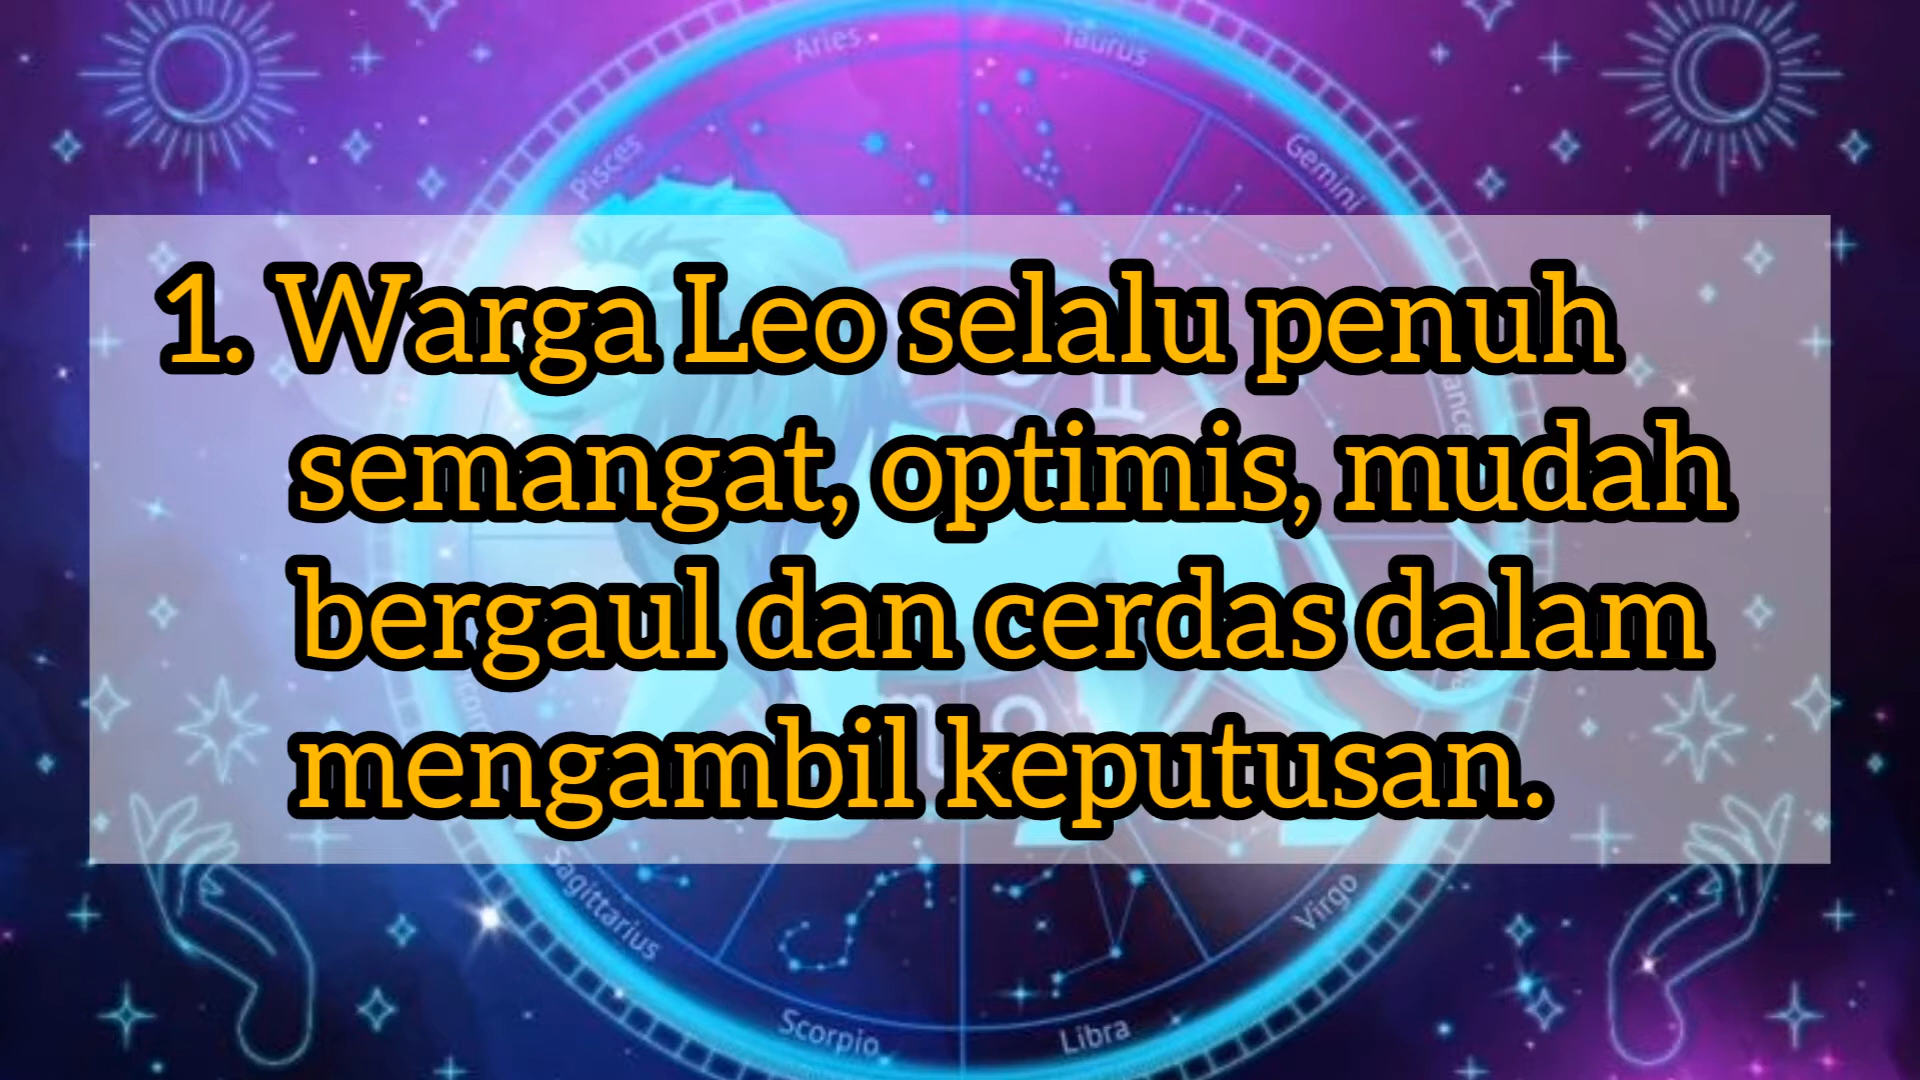 Aries
Taurus
Pisces
Gemini
1. Warga Leo selalu penuh
semangat, optimis, mudah
bergaul dan cerdas dalam
mengambil keputusan.
Sagittarius
Virgo
Scorpio
Libra